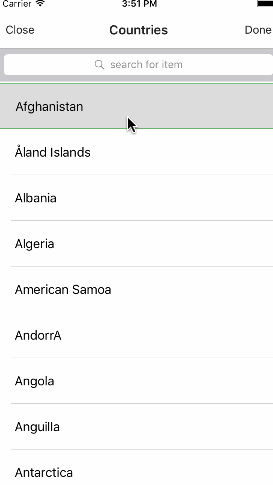 Carrier 3:51 PM
Close Countries Done
search for item
Afghanistan
Åland Islands
Albania
Algeria
American Samoa
AndorrA
Angola
Anguilla
Antarctica